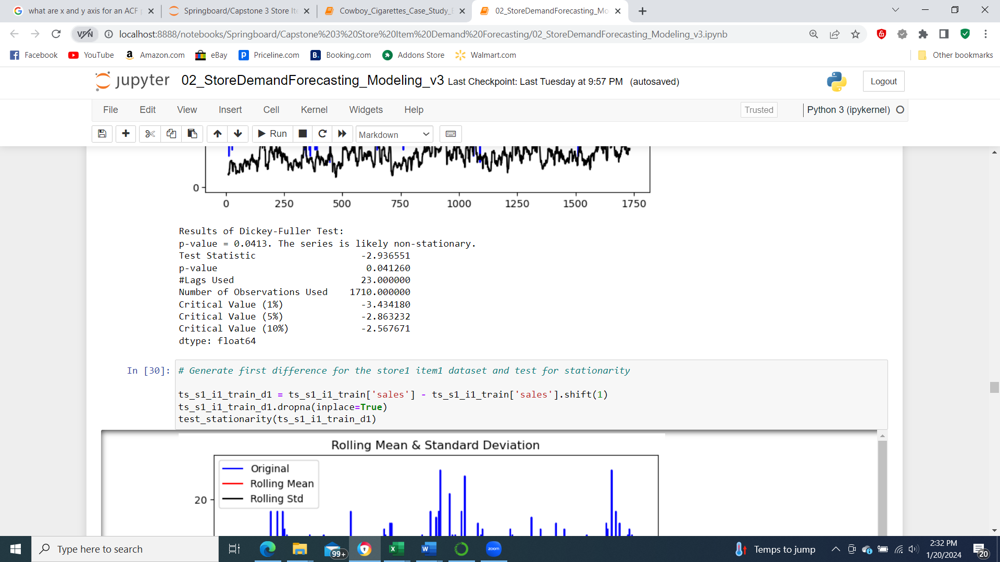 what are x and y axis for an ACF
Springboard/Capstone 3 Store Ite
Cowboy_Cigarettes_Case_Study_E
02_StoreDemandForecasting_Mo
VPN
localhost:8888/notebooks/Springboard/Capstone%203%20Store%20Item%20Demand%20Forecasting/02_StoreDemandForecasting_Modeling_v3.ipynb
Facebook YouTube Amazon.com eBay Priceline.com Booking.com Addons Store Walmart.com Other bookmarks
jupyter 02_StoreDemandForecasting_Modeling_v3 Last Checkpoint: Last Tuesday at 9:57 PM (autosaved) Logout
File Edit View Insert Cell Kernel Widgets Help Trusted Python 3 (ipykernel)
Run Markdown
0
0 250 500 750 1000 1250 1500 1750
Results of Dickey-Fuller Test:
p-value = 0.0413. The series is likely non-stationary.
Test Statistic -2.936551
p-value 0.041260
#Lags Used 23.000000
Number of Observations Used 1710.000000
Critical Value (1%) -3.434180
Critical Value (5%) -2.863232
Critical Value (10%) -2.567671
dtype: float64
In [30]: # Generate first difference for the store1 item1 dataset and test for stationarity
ts_s1_i1_train_d1 = ts_s1_i1_train['sales'] - ts_s1_i1_train['sales'].shift(1)
ts_s1_i1_train_d1.dropna(inplace=True)
test_stationarity(ts_s1_i1_train_d1)
Rolling Mean & Standard Deviation
Original
Rolling Mean
Rolling Std
20
Type here to search
99+
zoom
Temps to jump
2:32 PM
1/20/2024
20